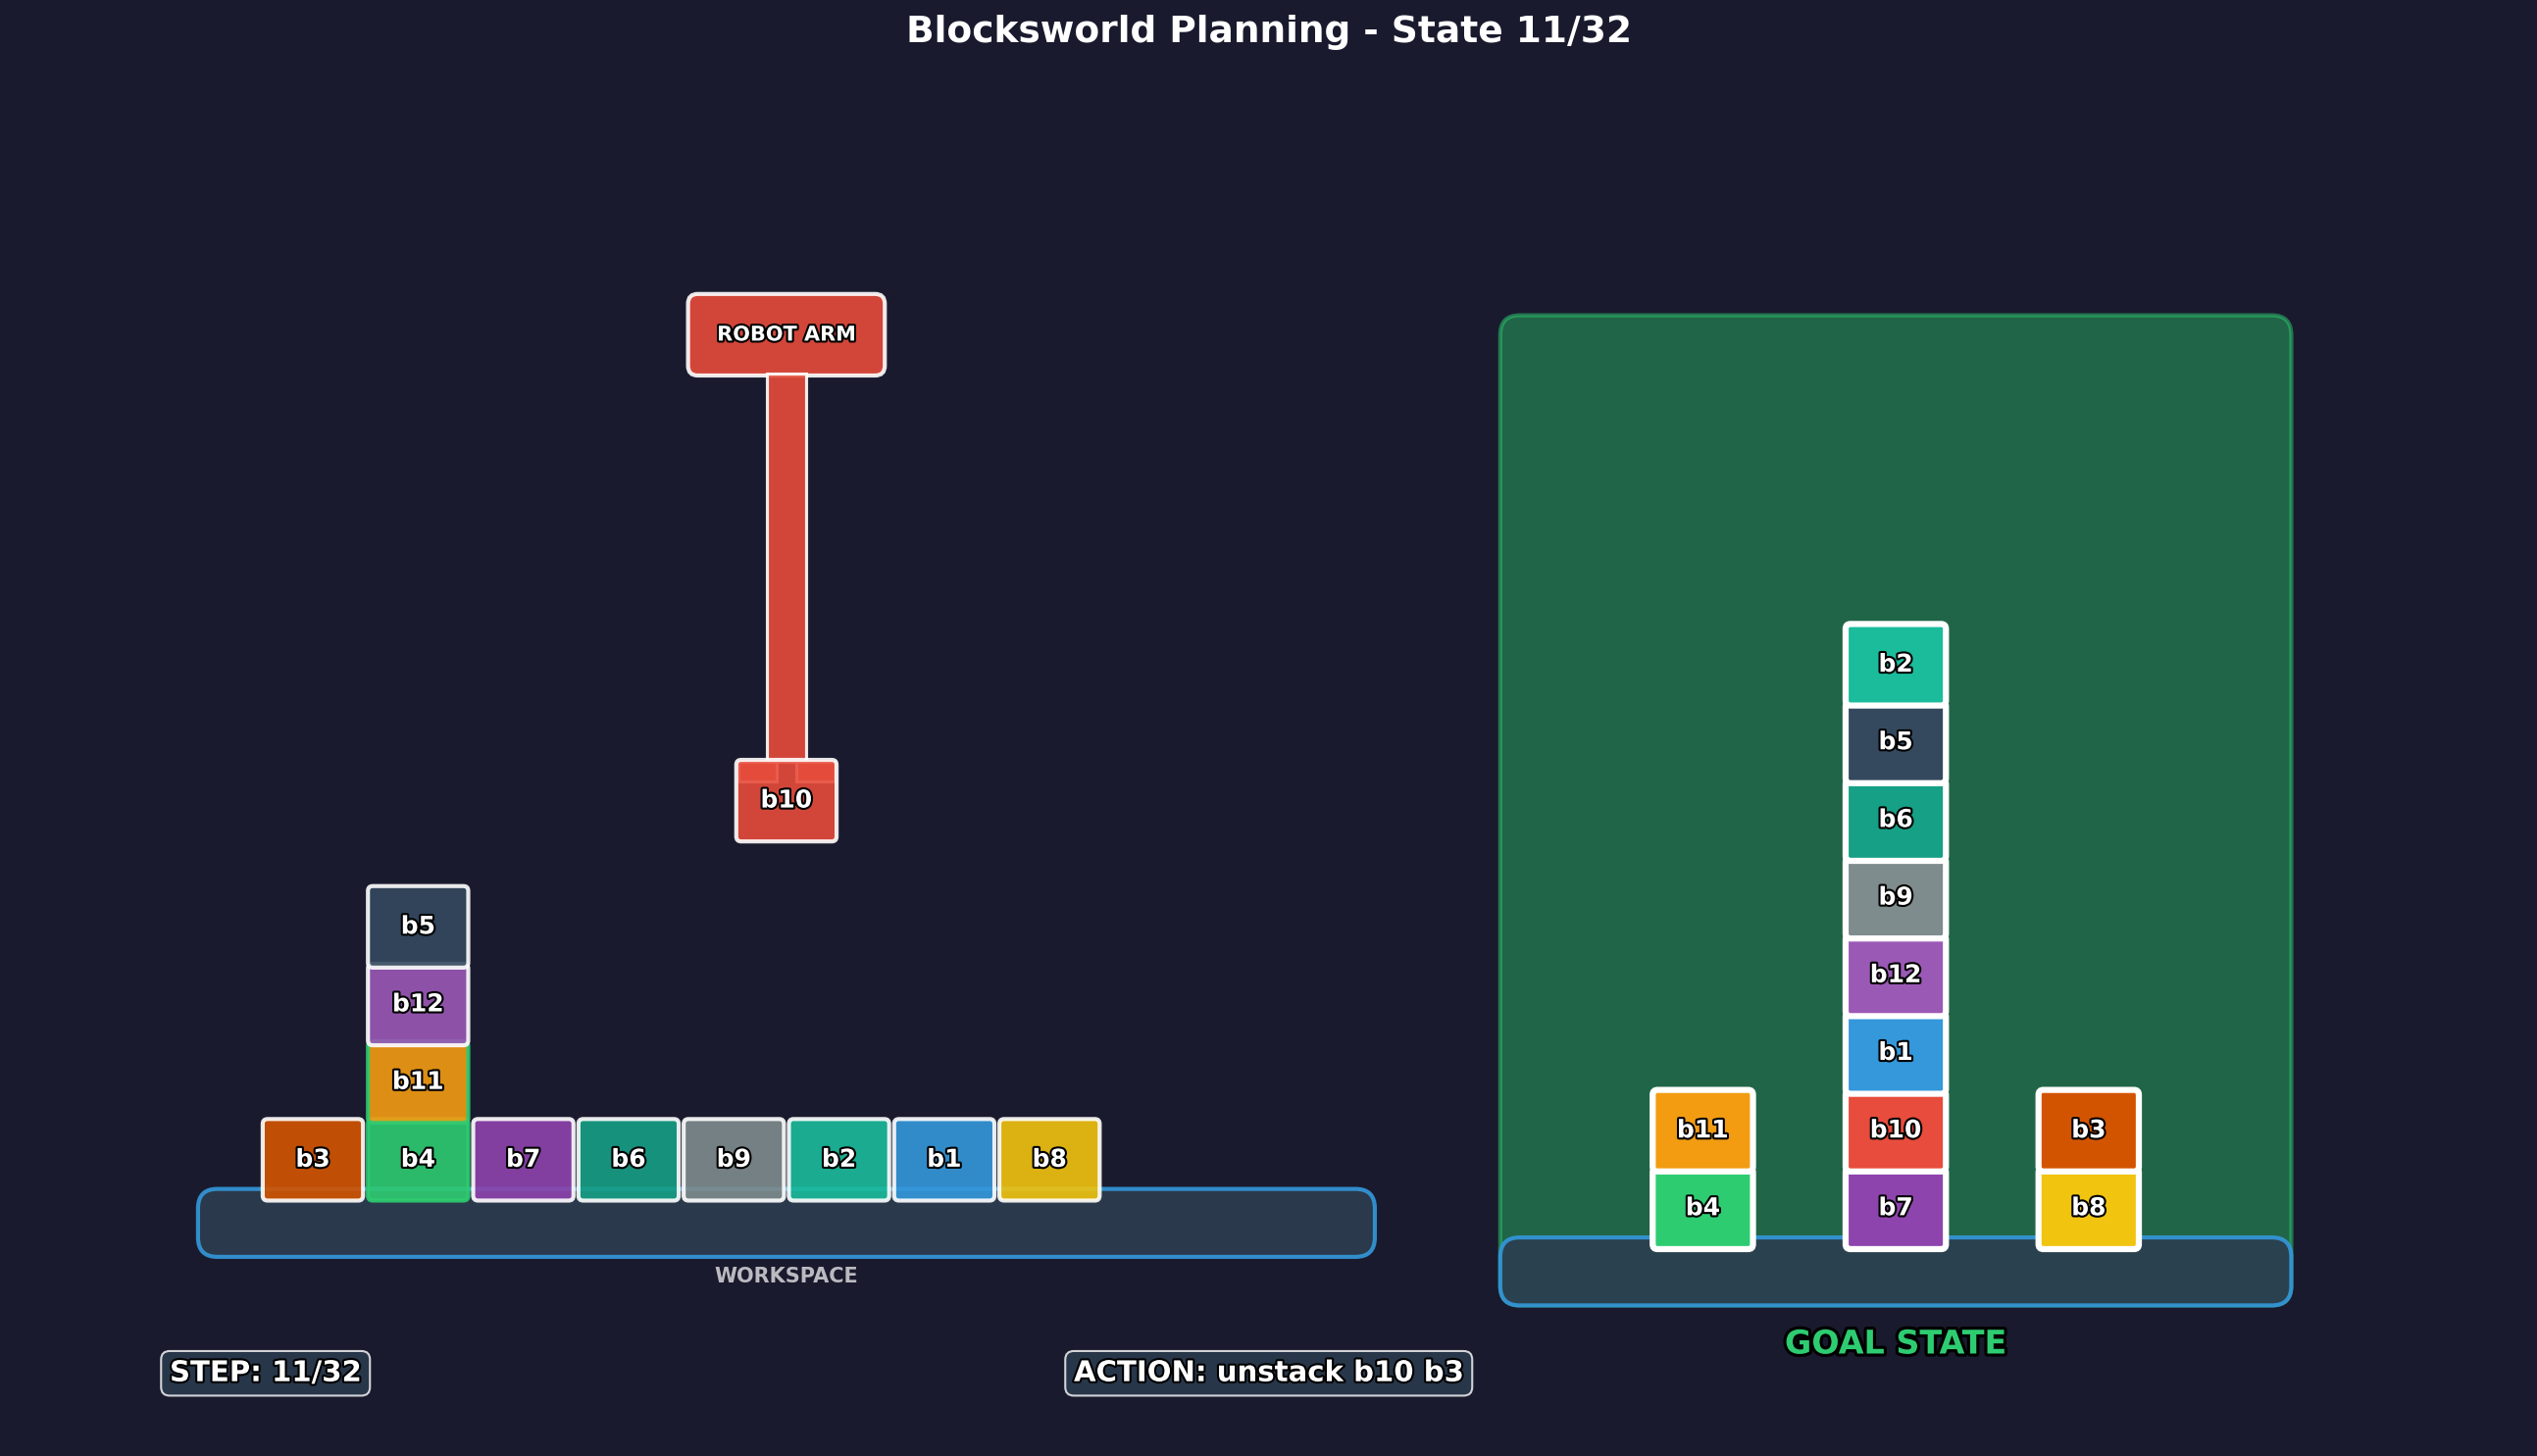 Blocksworld Planning - State 11/32
ROBOT ARM
b10
b5
b12
b11
b3 b4 b7 b6 b9 b2 b1 b8
WORKSPACE
b2
b5
b6
b9
b12
b1
b11 b10 b3
b4 b7 b8
GOAL STATE
STEP: 11/32
ACTION: unstack b10 b3